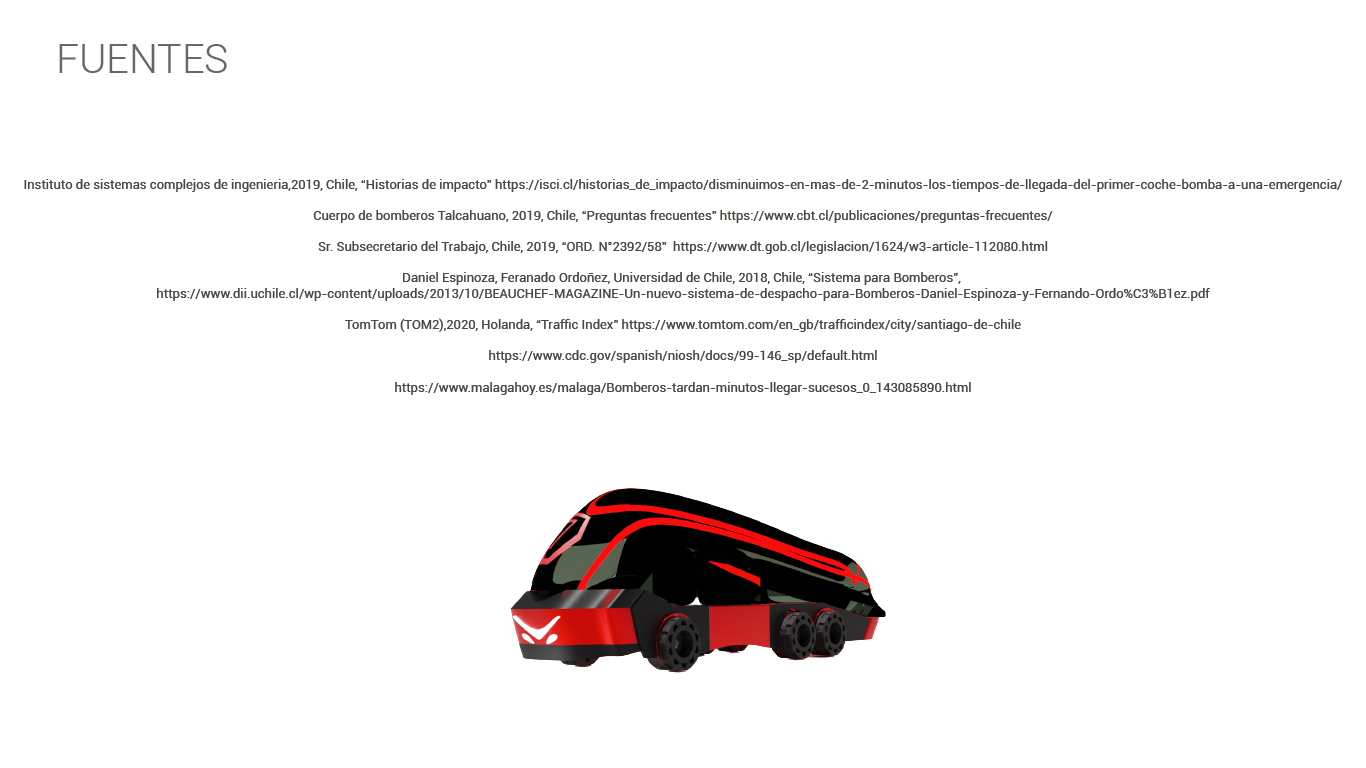 FUENTES
Instituto de sistemas complejos de ingenieria,2019, Chile, “Historias de impacto” https://isci.cl/historias_de_impacto/disminuimos-en-mas-de-2-minutos-los-tiempos-de-llegada-del-primer-coche-bomba-a-una-emergencia/
Cuerpo de bomberos Talcahuano, 2019, Chile, “Preguntas frecuentes” https://www.cbt.cl/publicaciones/preguntas-frecuentes/
Sr. Subsecretario del Trabajo, Chile, 2019, “ORD. N°2392/58”  https://www.dt.gob.cl/legislacion/1624/w3-article-112080.html
Daniel Espinoza, Feranado Ordoñez, Universidad de Chile, 2018, Chile, “Sistema para Bomberos”,
https://www.dii.uchile.cl/wp-content/uploads/2013/10/BEAUCHEF-MAGAZINE-Un-nuevo-sistema-de-despacho-para-Bomberos-Daniel-Espinoza-y-Fernando-Ordo%C3%B1ez.pdf
TomTom (TOM2),2020, Holanda, “Traffic Index” https://www.tomtom.com/en_gb/trafficindex/city/santiago-de-chile
https://www.cdc.gov/spanish/niosh/docs/99-146_sp/default.html
https://www.malagahoy.es/malaga/Bomberos-tardan-minutos-llegar-sucesos_0_143085890.html